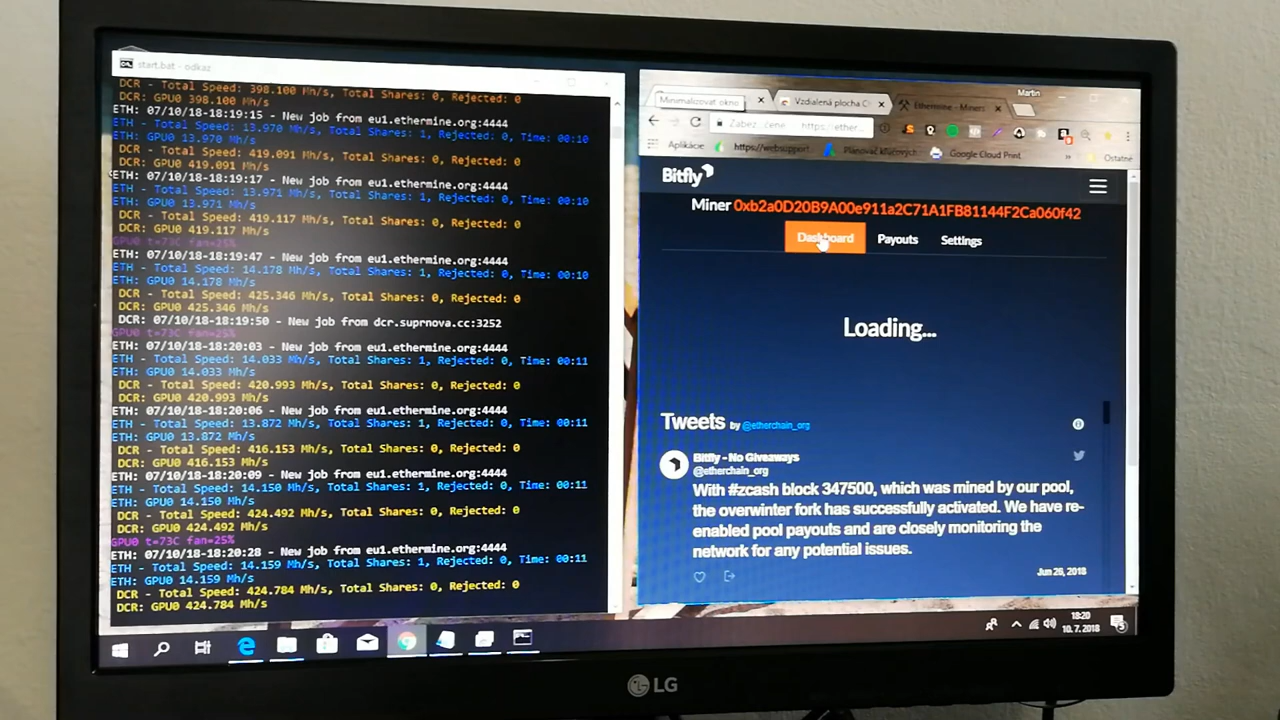 start.bat - odkaz
DCR - Total Speed: 398.100 Mh/s, Total Shares: 0, Rejected: 0
DCR: GPU0 398.100 Mh/s
ETH: 07/10/18-18:19:15 - New job from eu1.ethermine.org:4444
ETH - Total Speed: 13.970 Mh/s, Total Shares: 1, Rejected: 0, Time: 00:10
ETH: GPU0 13.970 Mh/s
DCR - Total Speed: 419.091 Mh/s, Total Shares: 0, Rejected: 0
DCR: GPU0 419.091 Mh/s
ETH: 07/10/18-18:19:17 - New job from eu1.ethermine.org:4444
ETH - Total Speed: 13.971 Mh/s, Total Shares: 1, Rejected: 0, Time: 00:10
ETH: GPU0 13.971 Mh/s
DCR - Total Speed: 419.117 Mh/s, Total Shares: 0, Rejected: 0
DCR: GPU0 419.117 Mh/s
GPU0 t=73C fan=25%
ETH: 07/10/18-18:19:47 - New job from eu1.ethermine.org:4444
ETH - Total Speed: 14.178 Mh/s, Total Shares: 1, Rejected: 0, Time: 00:10
ETH: GPU0 14.178 Mh/s
DCR - Total Speed: 425.346 Mh/s, Total Shares: 0, Rejected: 0
DCR: GPU0 425.346 Mh/s
DCR: 07/10/18-18:19:50 - New job from dcr.suprnova.cc:3252
GPU0 t=73C fan=25%
ETH: 07/10/18-18:20:03 - New job from eu1.ethermine.org:4444
ETH - Total Speed: 14.033 Mh/s, Total Shares: 1, Rejected: 0, Time: 00:11
ETH: GPU0 14.033 Mh/s
DCR - Total Speed: 420.993 Mh/s, Total Shares: 0, Rejected: 0
DCR: GPU0 420.993 Mh/s
ETH: 07/10/18-18:20:06 - New job from eu1.ethermine.org:4444
ETH - Total Speed: 13.872 Mh/s, Total Shares: 1, Rejected: 0, Time: 00:11
ETH: GPU0 13.872 Mh/s
DCR - Total Speed: 416.153 Mh/s, Total Shares: 0, Rejected: 0
DCR: GPU0 416.153 Mh/s
ETH: 07/10/18-18:20:09 - New job from eu1.ethermine.org:4444
ETH - Total Speed: 14.150 Mh/s, Total Shares: 1, Rejected: 0, Time: 00:11
ETH: GPU0 14.150 Mh/s
DCR - Total Speed: 424.492 Mh/s, Total Shares: 0, Rejected: 0
DCR: GPU0 424.492 Mh/s
GPU0 t=73C fan=25%
ETH: 07/10/18-18:20:28 - New job from eu1.ethermine.org:4444
ETH - Total Speed: 14.159 Mh/s, Total Shares: 1, Rejected: 0, Time: 00:11
ETH: GPU0 14.159 Mh/s
DCR - Total Speed: 424.784 Mh/s, Total Shares: 0, Rejected: 0
DCR: GPU0 424.784 Mh/s
Martin
Minimalizovať okno
Vzdialená plocha
Ethermine - Miners
https://ether...
Aplikácie
https://websupport.
Plánovač kľúčových
Google Cloud Print
Ostatné
Bitfly
Miner 0xb2a0D20B9A00e911a2C71A1FB81144F2Ca060f42
Dashboard
Payouts
Settings
Loading...
Tweets by @etherchain_org
Bitfly - No Giveaways
@etherchain_org
With #zcash block 347500, which was mined by our pool,
the overwinter fork has successfully activated. We have re-
enabled pool payouts and are closely monitoring the
network for any potential issues.
Jun 26, 2018
18:20
10. 7. 2018
LG